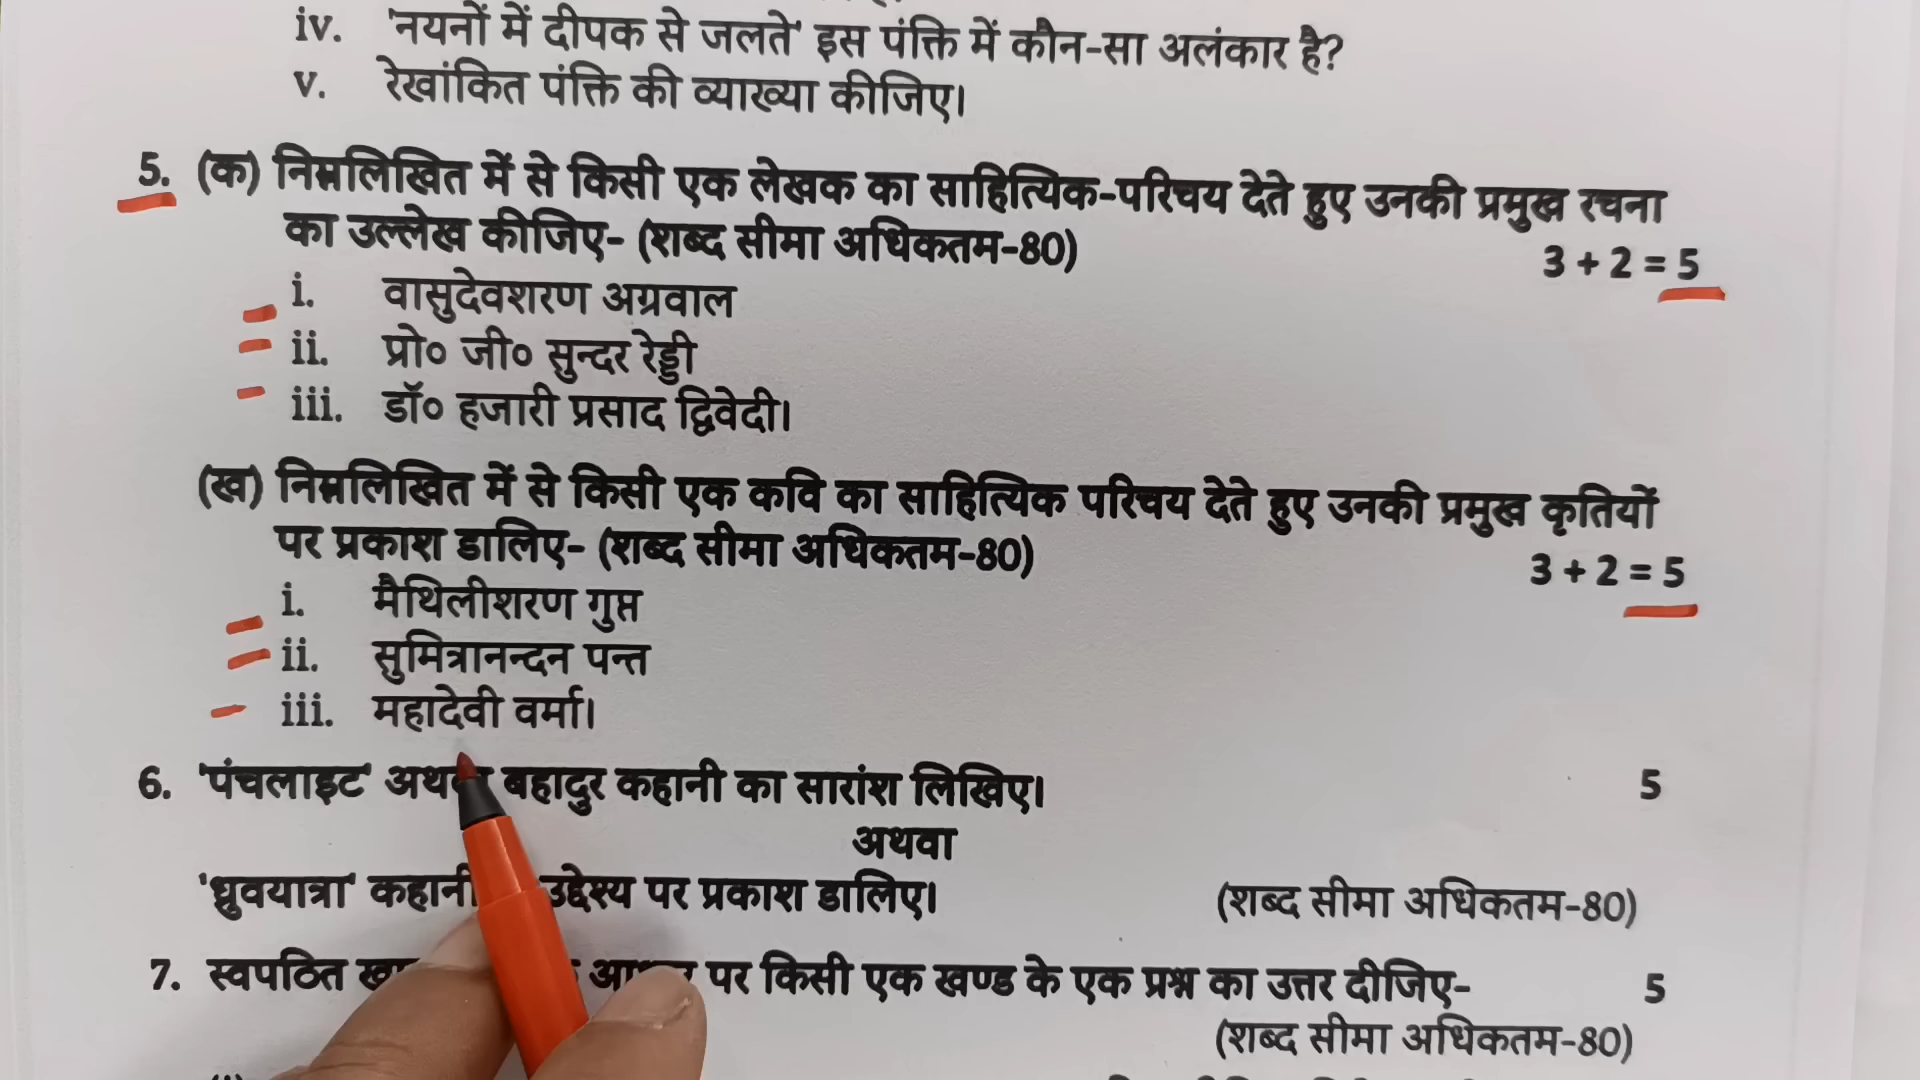 iv. 'नयनों में दीपक से जलते' इस पंक्ति में कौन-सा अलंकार है?
v. रेखांकित पंक्ति की व्याख्या कीजिए।
5. (क) निम्नलिखित में से किसी एक लेखक का साहित्यिक-परिचय देते हुए उनकी प्रमुख रचना
का उल्लेख कीजिए- (शब्द सीमा अधिकतम-80)
3 + 2 = 5
i. वासुदेवशरण अग्रवाल
ii. प्रो० जी० सुन्दर रेड्डी
iii. डॉ० हजारी प्रसाद द्विवेदी।
(ख) निम्नलिखित में से किसी एक कवि का साहित्यिक परिचय देते हुए उनकी प्रमुख कृतियों
पर प्रकाश डालिए- (शब्द सीमा अधिकतम-80)
3 + 2 = 5
i. मैथिलीशरण गुप्त
ii. सुमित्रानन्दन पन्त
iii. महादेवी वर्मा।
6. 'पंचलाइट' अथवा बहादुर कहानी का सारांश लिखिए। 5
अथवा
'ध्रुवयात्रा' कहानी उद्देश्य पर प्रकाश डालिए। (शब्द सीमा अधिकतम-80)
7. स्वपठित पर किसी एक खण्ड के एक प्रश्न का उत्तर दीजिए- 5
(शब्द सीमा अधिकतम-80)